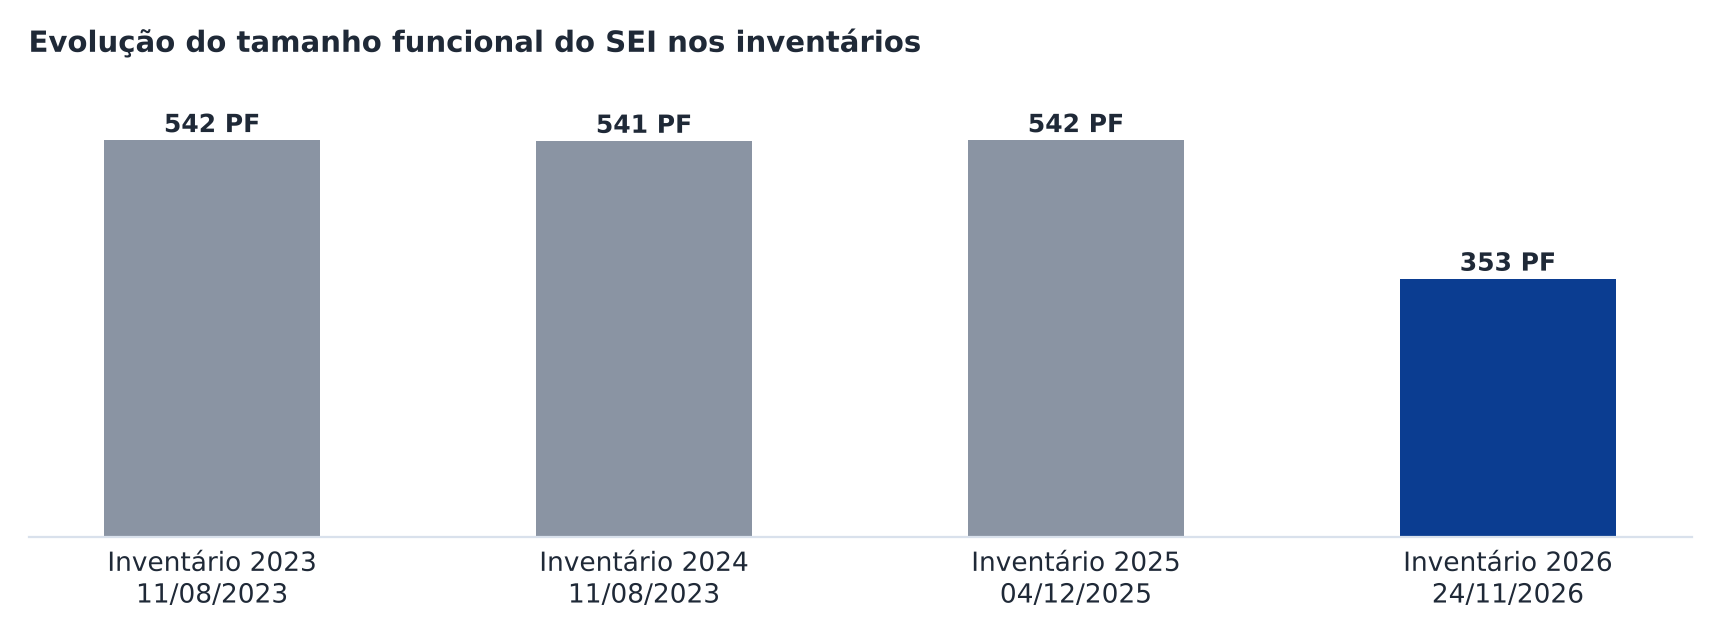 Evolução do tamanho funcional do SEI nos inventários
542 PF
541 PF
542 PF
353 PF
Inventário 2023
11/08/2023
Inventário 2024
11/08/2023
Inventário 2025
04/12/2025
Inventário 2026
24/11/2026